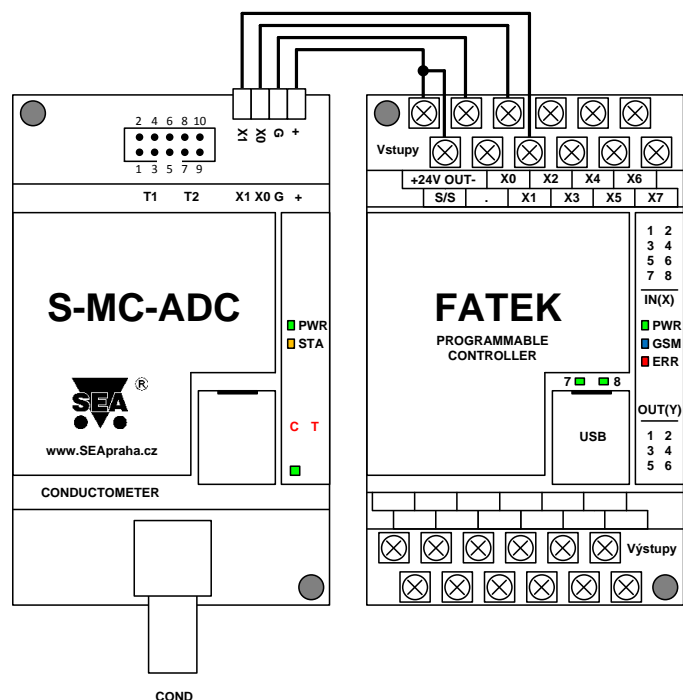 X1 X0 G +
2 4 6 8 10
1 3 5 7 9
T1 T2 X1 X0 G +
S-MC-ADC
PWR
STA
SEA ®
www.SEApraha.cz
C T
CONDUCTOMETER
COND
Vstupy
+24V OUT- X0 X2 X4 X6
S/S . X1 X3 X5 X7
FATEK
PROGRAMMABLE
CONTROLLER
1 2
3 4
5 6
7 8
IN(X)
PWR
GSM
ERR
7 8
USB
OUT(Y)
1 2
3 4
5 6
Výstupy